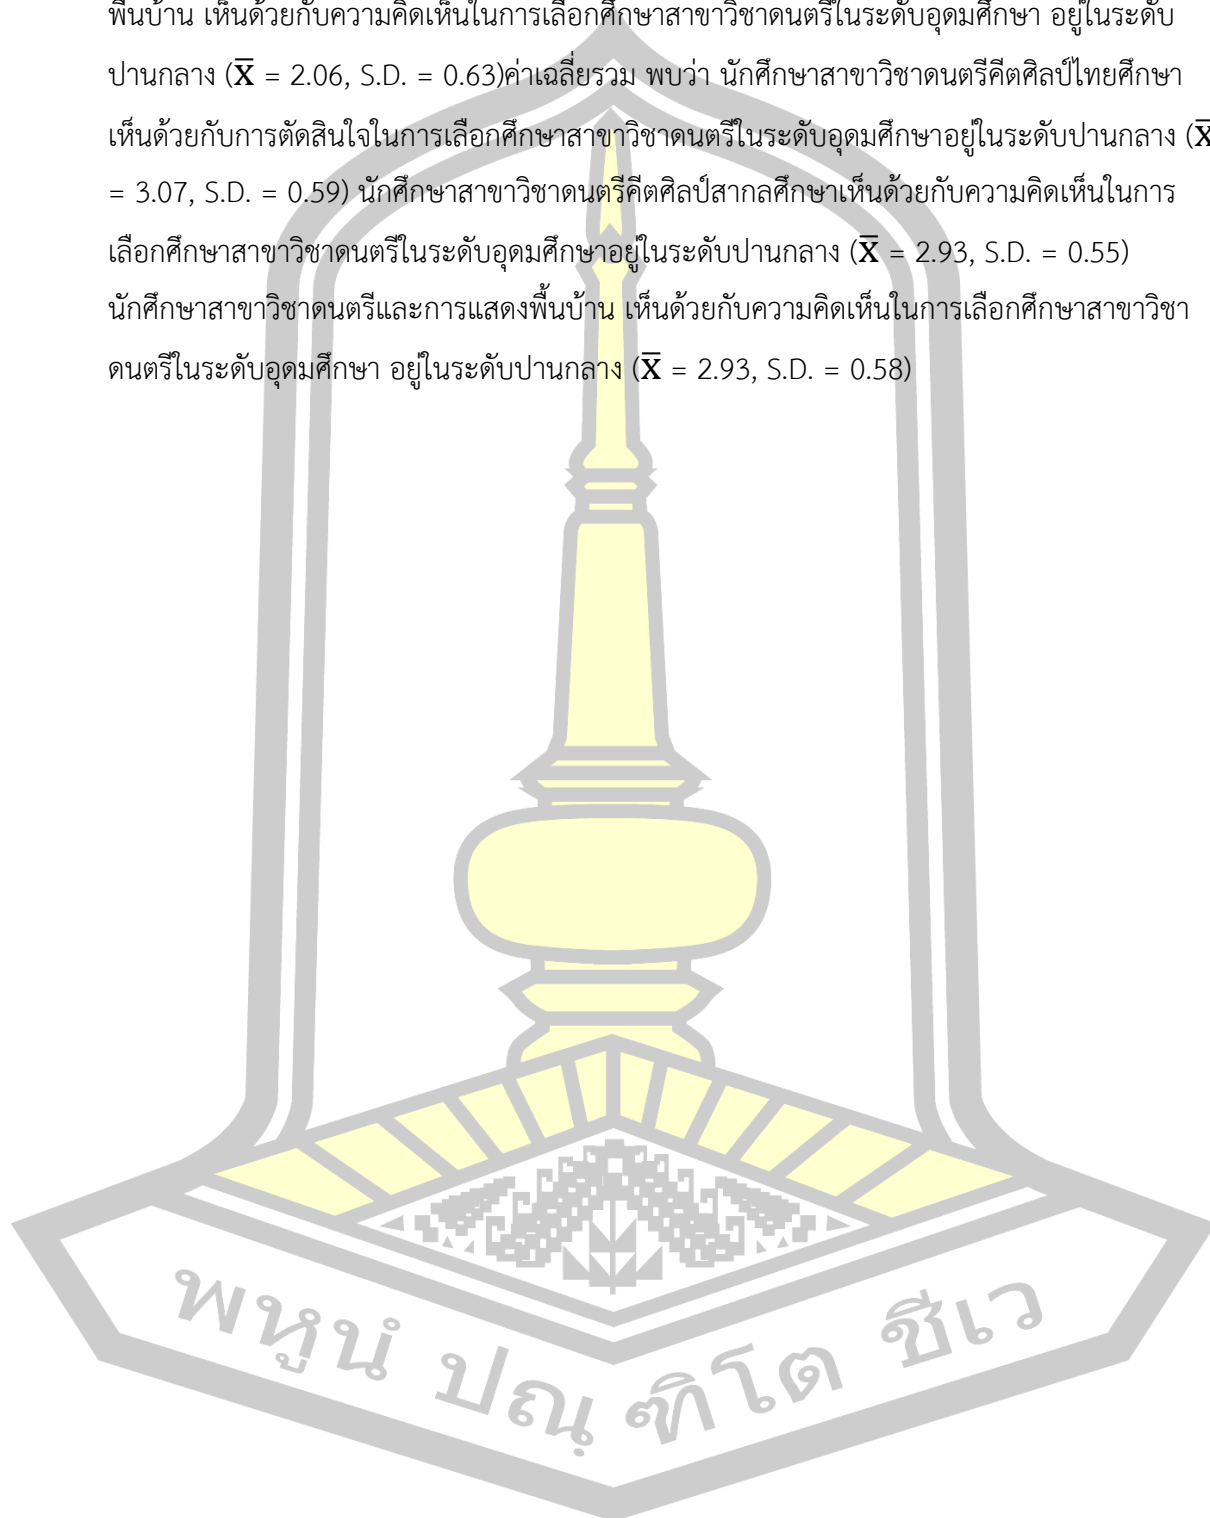 พื้นบ้าน เห็นด้วยกับความคิดเห็นในการเลือกศึกษาสาขาวิชาดนตรีในระดับอุดมศึกษา อยู่ในระดับ
ปานกลาง (X̅ = 2.06, S.D. = 0.63)ค่าเฉลี่ยรวม พบว่า นักศึกษาสาขาวิชาดนตรีคีตศิลป์ไทยศึกษา
เห็นด้วยกับการตัดสินใจในการเลือกศึกษาสาขาวิชาดนตรีในระดับอุดมศึกษาอยู่ในระดับปานกลาง (X̅
= 3.07, S.D. = 0.59) นักศึกษาสาขาวิชาดนตรีคีตศิลป์สากลศึกษาเห็นด้วยกับความคิดเห็นในการ
เลือกศึกษาสาขาวิชาดนตรีในระดับอุดมศึกษาอยู่ในระดับปานกลาง (X̅ = 2.93, S.D. = 0.55)
นักศึกษาสาขาวิชาดนตรีและการแสดงพื้นบ้าน เห็นด้วยกับความคิดเห็นในการเลือกศึกษาสาขาวิชา
ดนตรีในระดับอุดมศึกษา อยู่ในระดับปานกลาง (X̅ = 2.93, S.D. = 0.58)
พหูนํ ปณฺฑิโต ชีเว